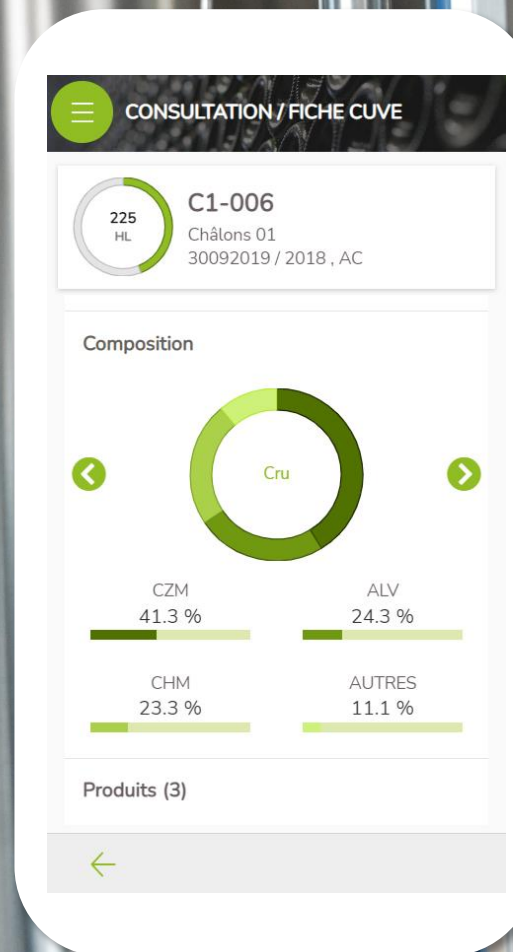 CONSULTATION / FICHE CUVE
225
HL
C1-006
Châlons 01
30092019 / 2018 , AC
Composition
Cru
CZM
41.3 %
ALV
24.3 %
CHM
23.3 %
AUTRES
11.1 %
Produits (3)